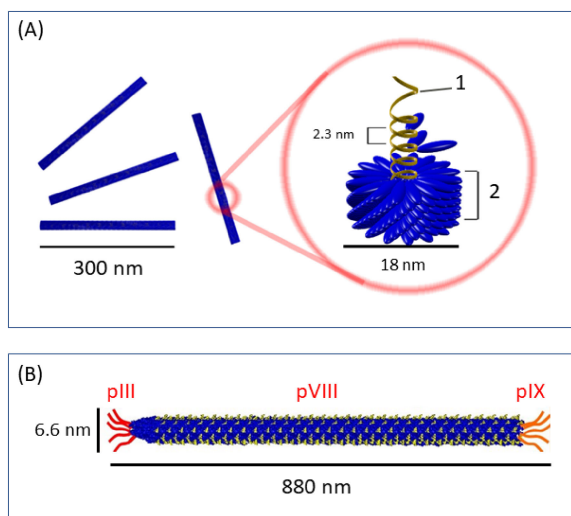 (A)
1
2.3 nm
2
300 nm
18 nm
(B)
pIII pVIII pIX
6.6 nm
880 nm